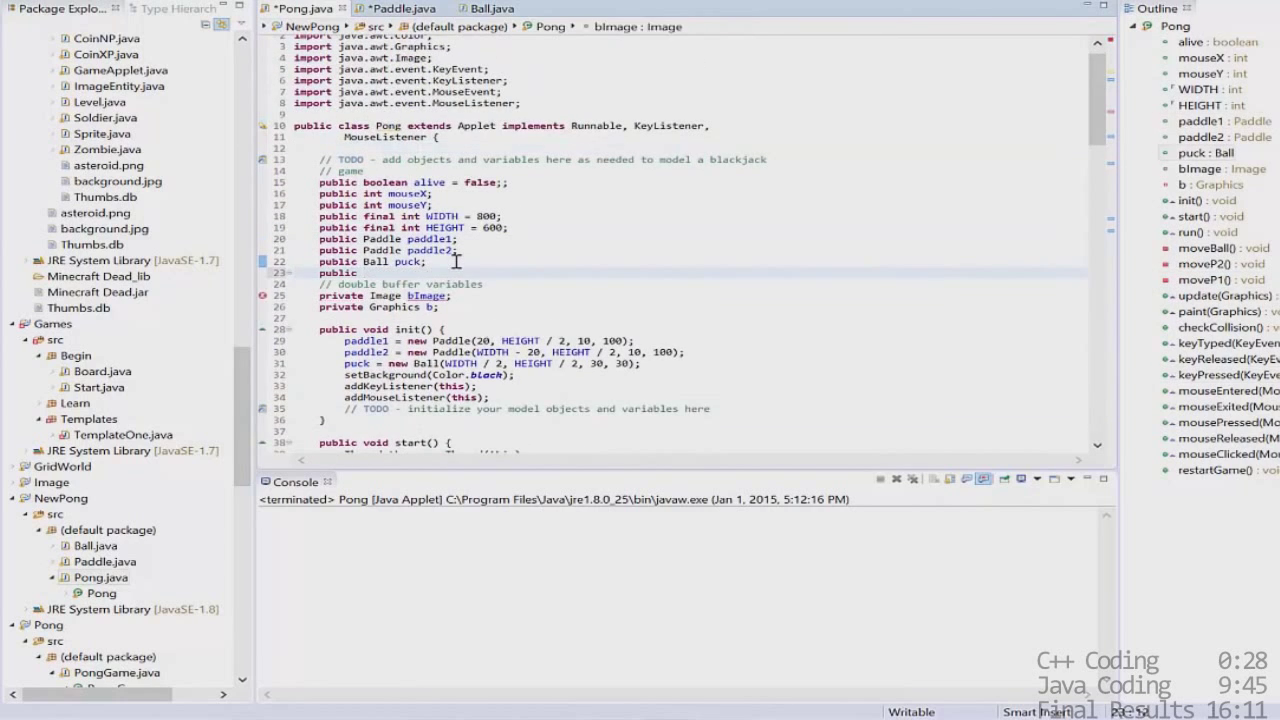 Package Explo...
Type Hierarch
CoinNP.java
CoinXP.java
GameApplet.java
ImageEntity.java
Level.java
Soldier.java
Sprite.java
Zombie.java
asteroid.png
background.jpg
Thumbs.db
asteroid.png
background.jpg
Thumbs.db
JRE System Library [JavaSE-1.7]
Minecraft Dead_lib
Minecraft Dead.jar
Thumbs.db
Games
src
Begin
Board.java
Start.java
Learn
Templates
TemplateOne.java
JRE System Library [JavaSE-1.7]
GridWorld
Image
NewPong
src
(default package)
Ball.java
Paddle.java
Pong.java
Pong
JRE System Library [JavaSE-1.8]
Pong
src
(default package)
PongGame.java
*Pong.java
*Paddle.java
Ball.java
NewPong
src
(default package)
Pong
bImage : Image
2 import java.awt.Color;
3 import java.awt.Graphics;
4 import java.awt.Image;
5 import java.awt.event.KeyEvent;
6 import java.awt.event.KeyListener;
7 import java.awt.event.MouseEvent;
8 import java.awt.event.MouseListener;
9
10 public class Pong extends Applet implements Runnable, KeyListener,
11 MouseListener {
12
13 // TODO - add objects and variables here as needed to model a blackjack
14 // game
15 public boolean alive = false;;
16 public int mouseX;
17 public int mouseY;
18 public final int WIDTH = 800;
19 public final int HEIGHT = 600;
20 public Paddle paddle1;
21 public Paddle paddle2;
22 public Ball puck;
23 public
24 // double buffer variables
25 private Image bImage;
26 private Graphics b;
27
28 public void init() {
29 paddle1 = new Paddle(20, HEIGHT / 2, 10, 100);
30 paddle2 = new Paddle(WIDTH - 20, HEIGHT / 2, 10, 100);
31 puck = new Ball(WIDTH / 2, HEIGHT / 2, 30, 30);
32 setBackground(Color.black);
33 addKeyListener(this);
34 addMouseListener(this);
35 // TODO - initialize your model objects and variables here
36 }
37
38 public void start() {
Console
<terminated> Pong [Java Applet] C:\Program Files\Java\jre1.8.0_25\bin\javaw.exe (Jan 1, 2015, 5:12:16 PM)
Outline
Pong
alive : boolean
mouseX : int
mouseY : int
WIDTH : int
HEIGHT : int
paddle1 : Paddle
paddle2 : Paddle
puck : Ball
bImage : Image
b : Graphics
init() : void
start() : void
run() : void
moveBall() : void
moveP2() : void
moveP1() : void
update(Graphics) :
paint(Graphics) : vo
checkCollision() : vo
keyTyped(KeyEvent
keyReleased(KeyEve
keyPressed(KeyEver
mouseEntered(Mou
mouseExited(Mouse
mousePressed(Mou
mouseReleased(Mo
mouseClicked(Mou
restartGame() : void
C++ Coding 0:28
Java Coding 9:45
Final Results 16:11
Writable
Smart Insert